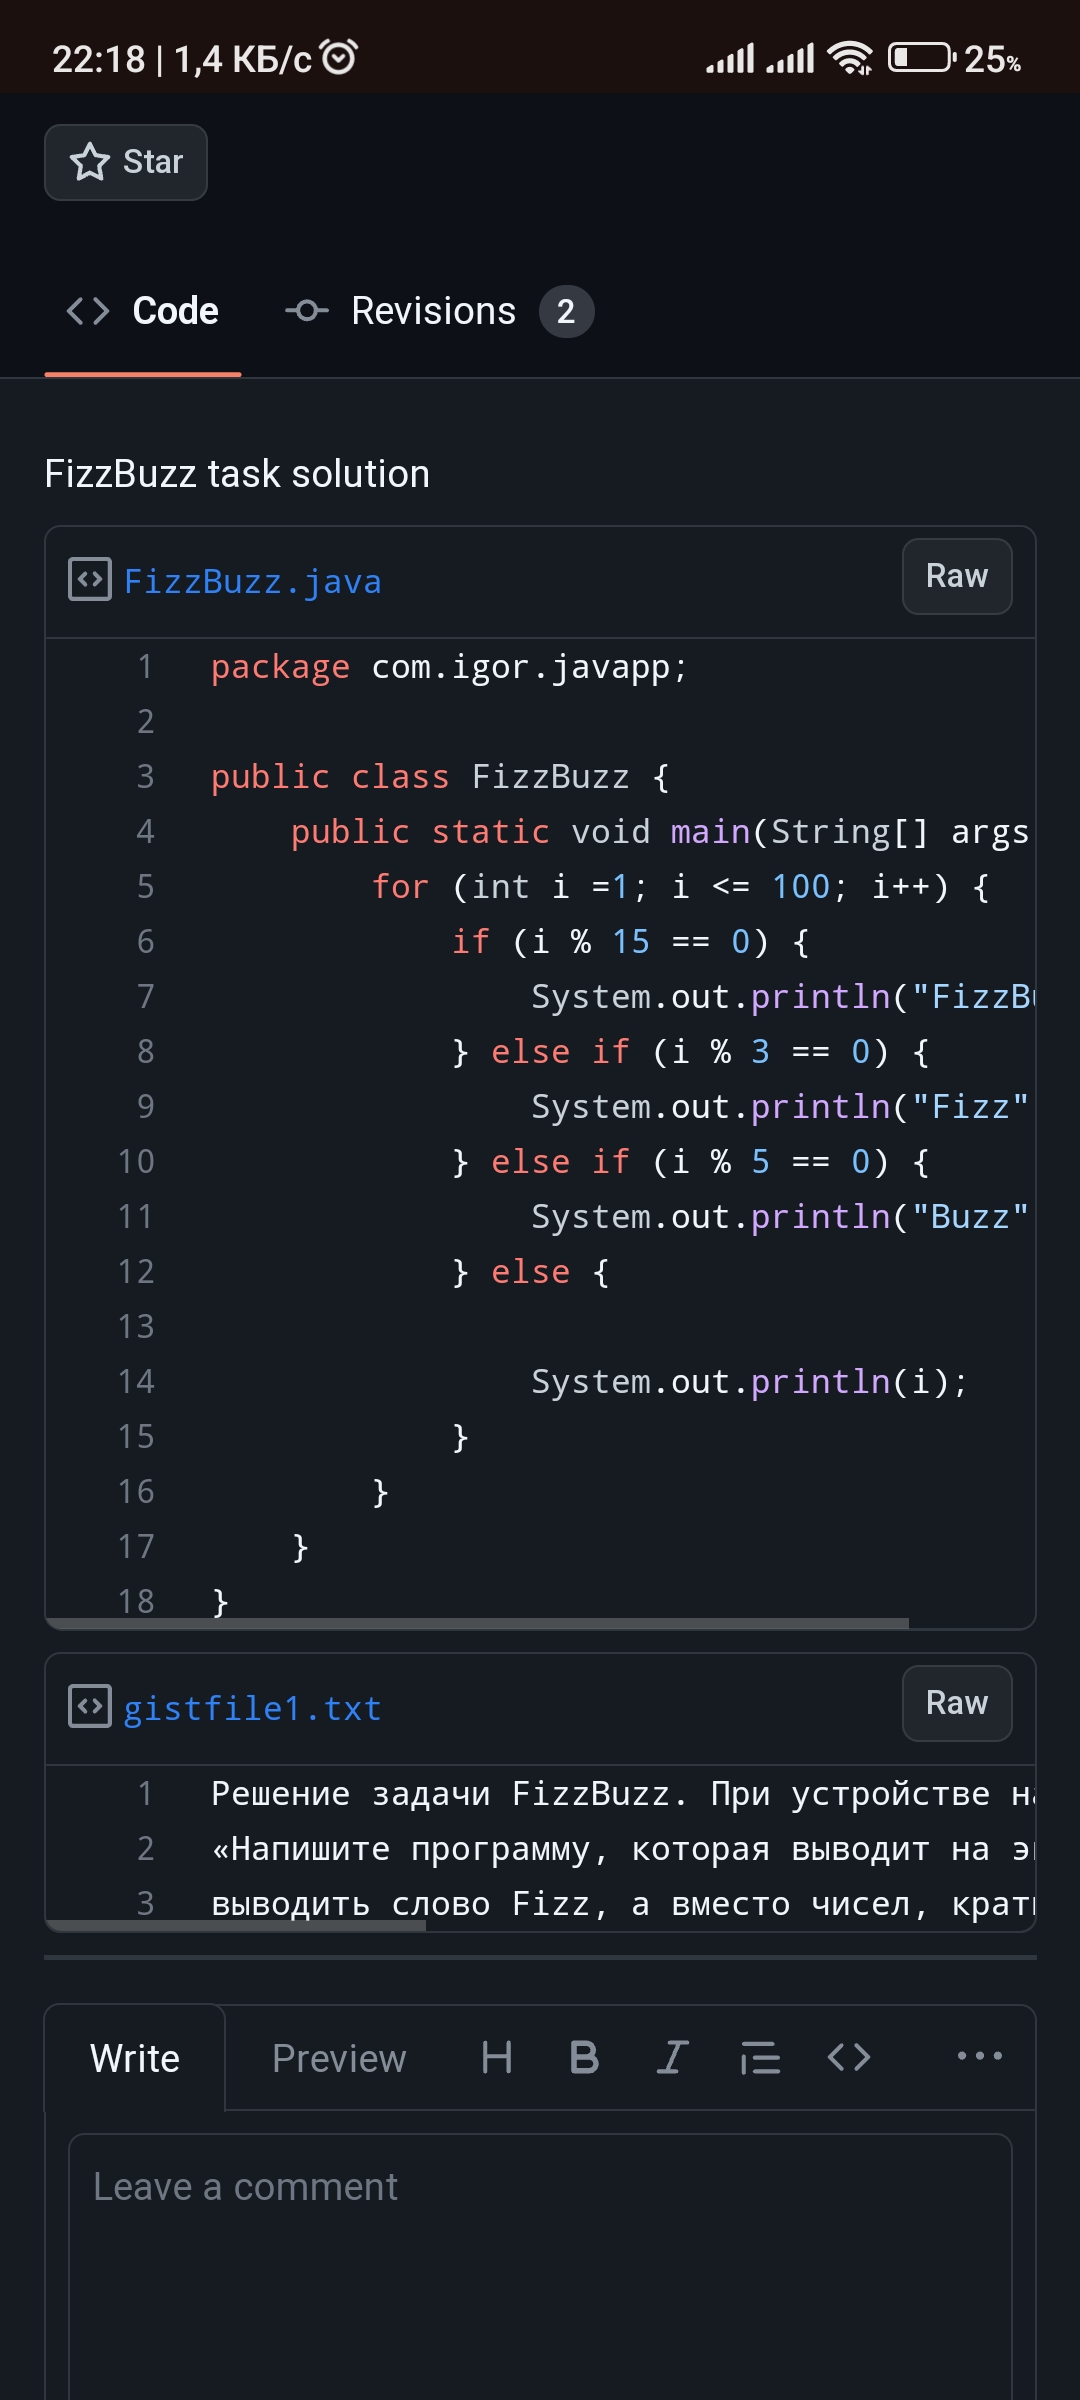 22:18 | 1,4 КБ/с 25%
Star
Code Revisions 2
FizzBuzz task solution
FizzBuzz.java Raw
1 package com.igor.javapp;
2
3 public class FizzBuzz {
4 public static void main(String[] args
5 for (int i =1; i <= 100; i++) {
6 if (i % 15 == 0) {
7 System.out.println("FizzB
8 } else if (i % 3 == 0) {
9 System.out.println("Fizz"
10 } else if (i % 5 == 0) {
11 System.out.println("Buzz"
12 } else {
13
14 System.out.println(i);
15 }
16 }
17 }
18 }
gistfile1.txt Raw
1 Решение задачи FizzBuzz. При устройстве
2 «Напишите программу, которая выводит на
3 выводить слово Fizz, а вместо чисел,
Write Preview H B I
Leave a comment